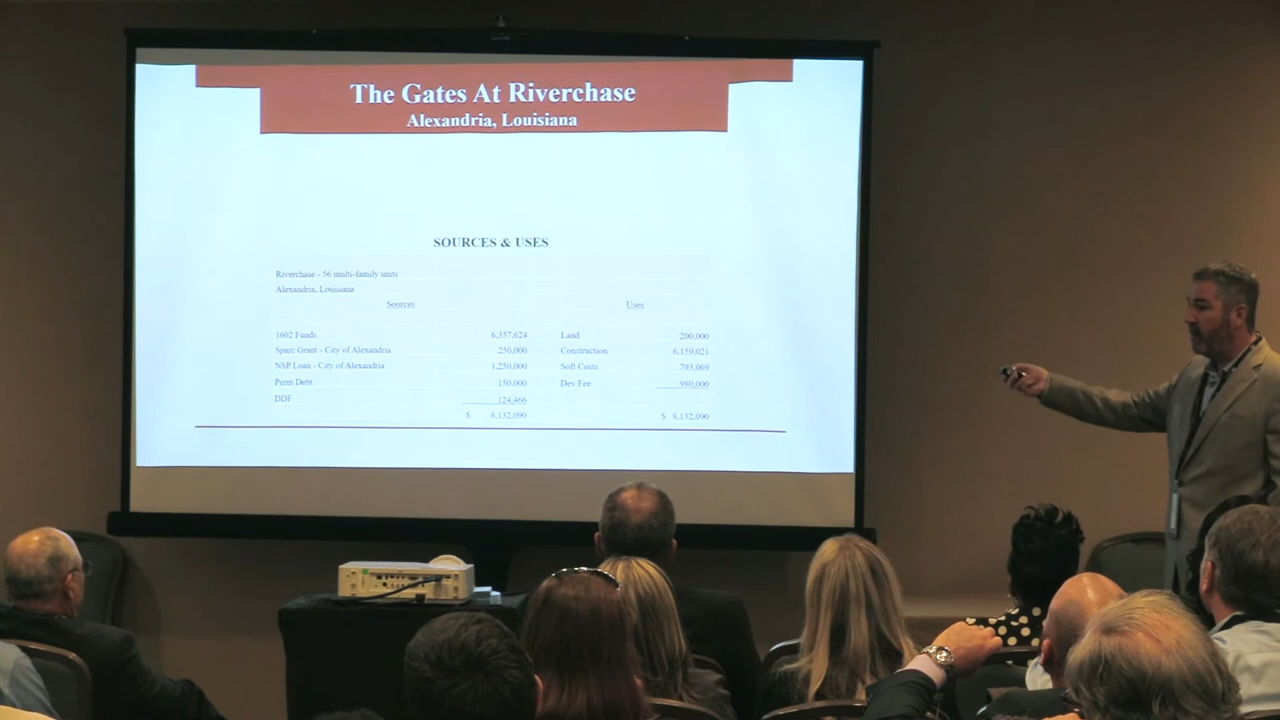 The Gates At Riverchase
Alexandria, Louisiana
SOURCES & USES
Riverchase - 56 multi-family units
Alexandria, Louisiana
Sources Uses
1602 Funds 6,357,624 Land 200,000
Sparc Grant - City of Alexandria 250,000 Construction 6,159,021
NSP Loan - City of Alexandria 1,250,000 Soft Costs 793,069
Perm Debt 150,000 Dev Fee 980,000
DDF 124,466
$ 8,132,090 $ 8,132,090